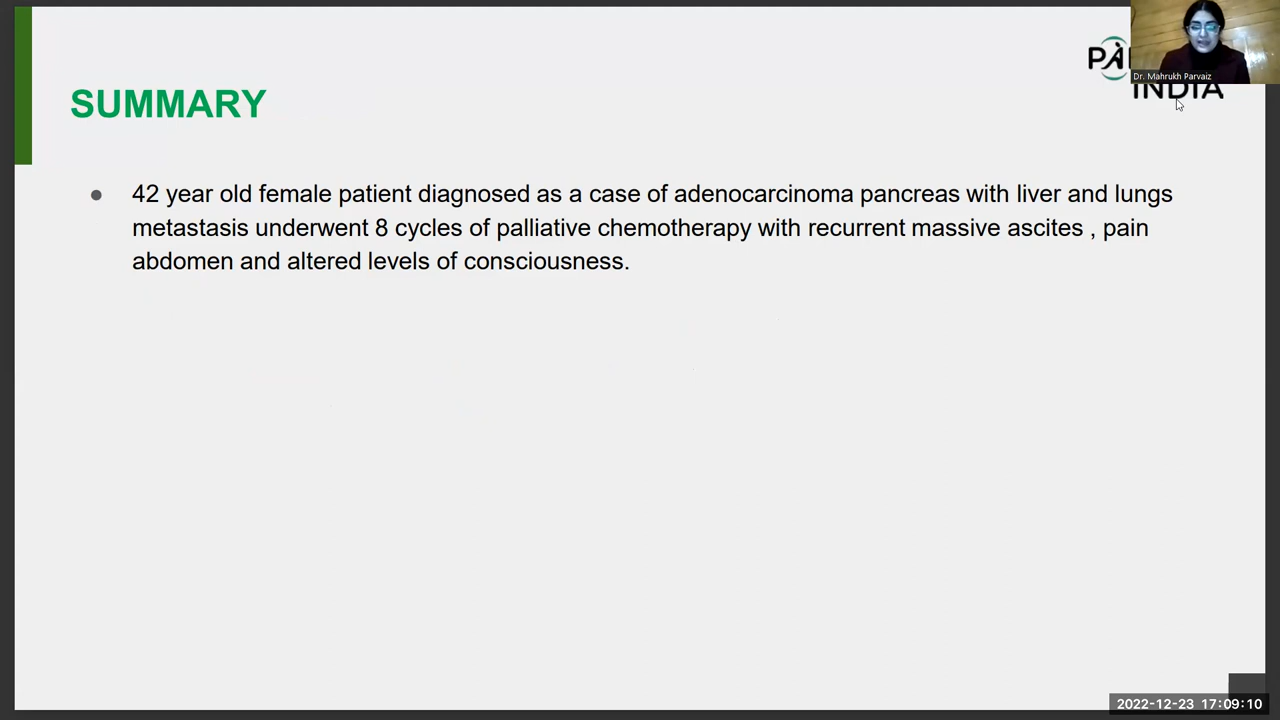 Dr. Mahrukh Parvaiz
INDIA
SUMMARY
42 year old female patient diagnosed as a case of adenocarcinoma pancreas with liver and lungs
metastasis underwent 8 cycles of palliative chemotherapy with recurrent massive ascites , pain
abdomen and altered levels of consciousness.
2022-12-23 17:09:10